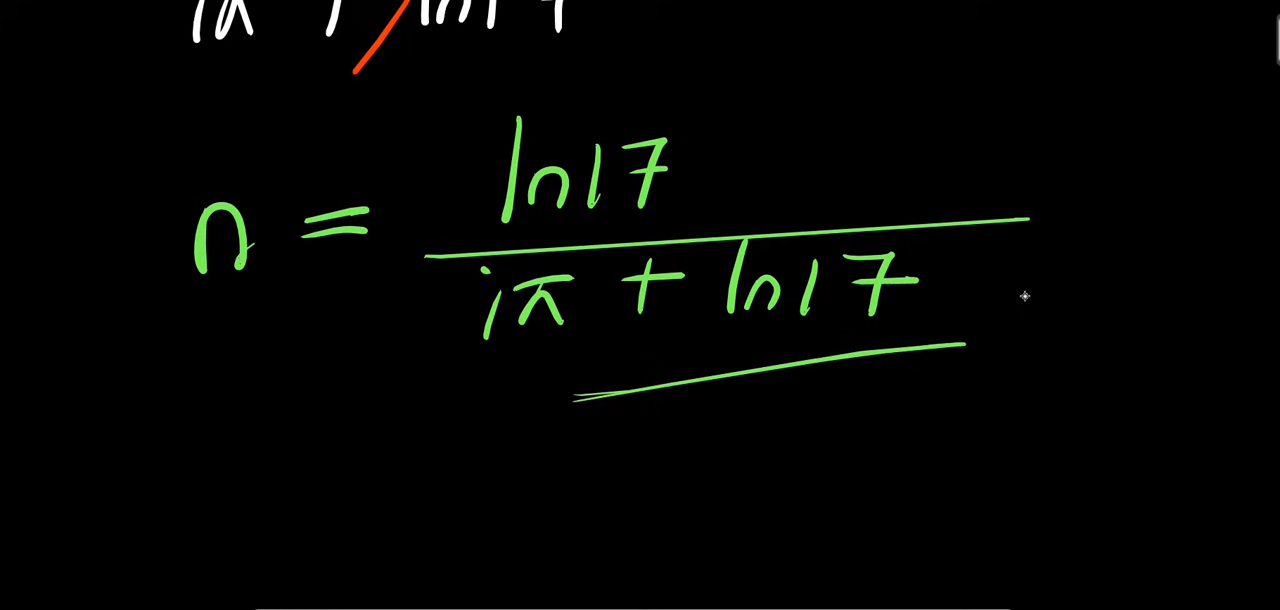 n = ln17
iπ + ln17